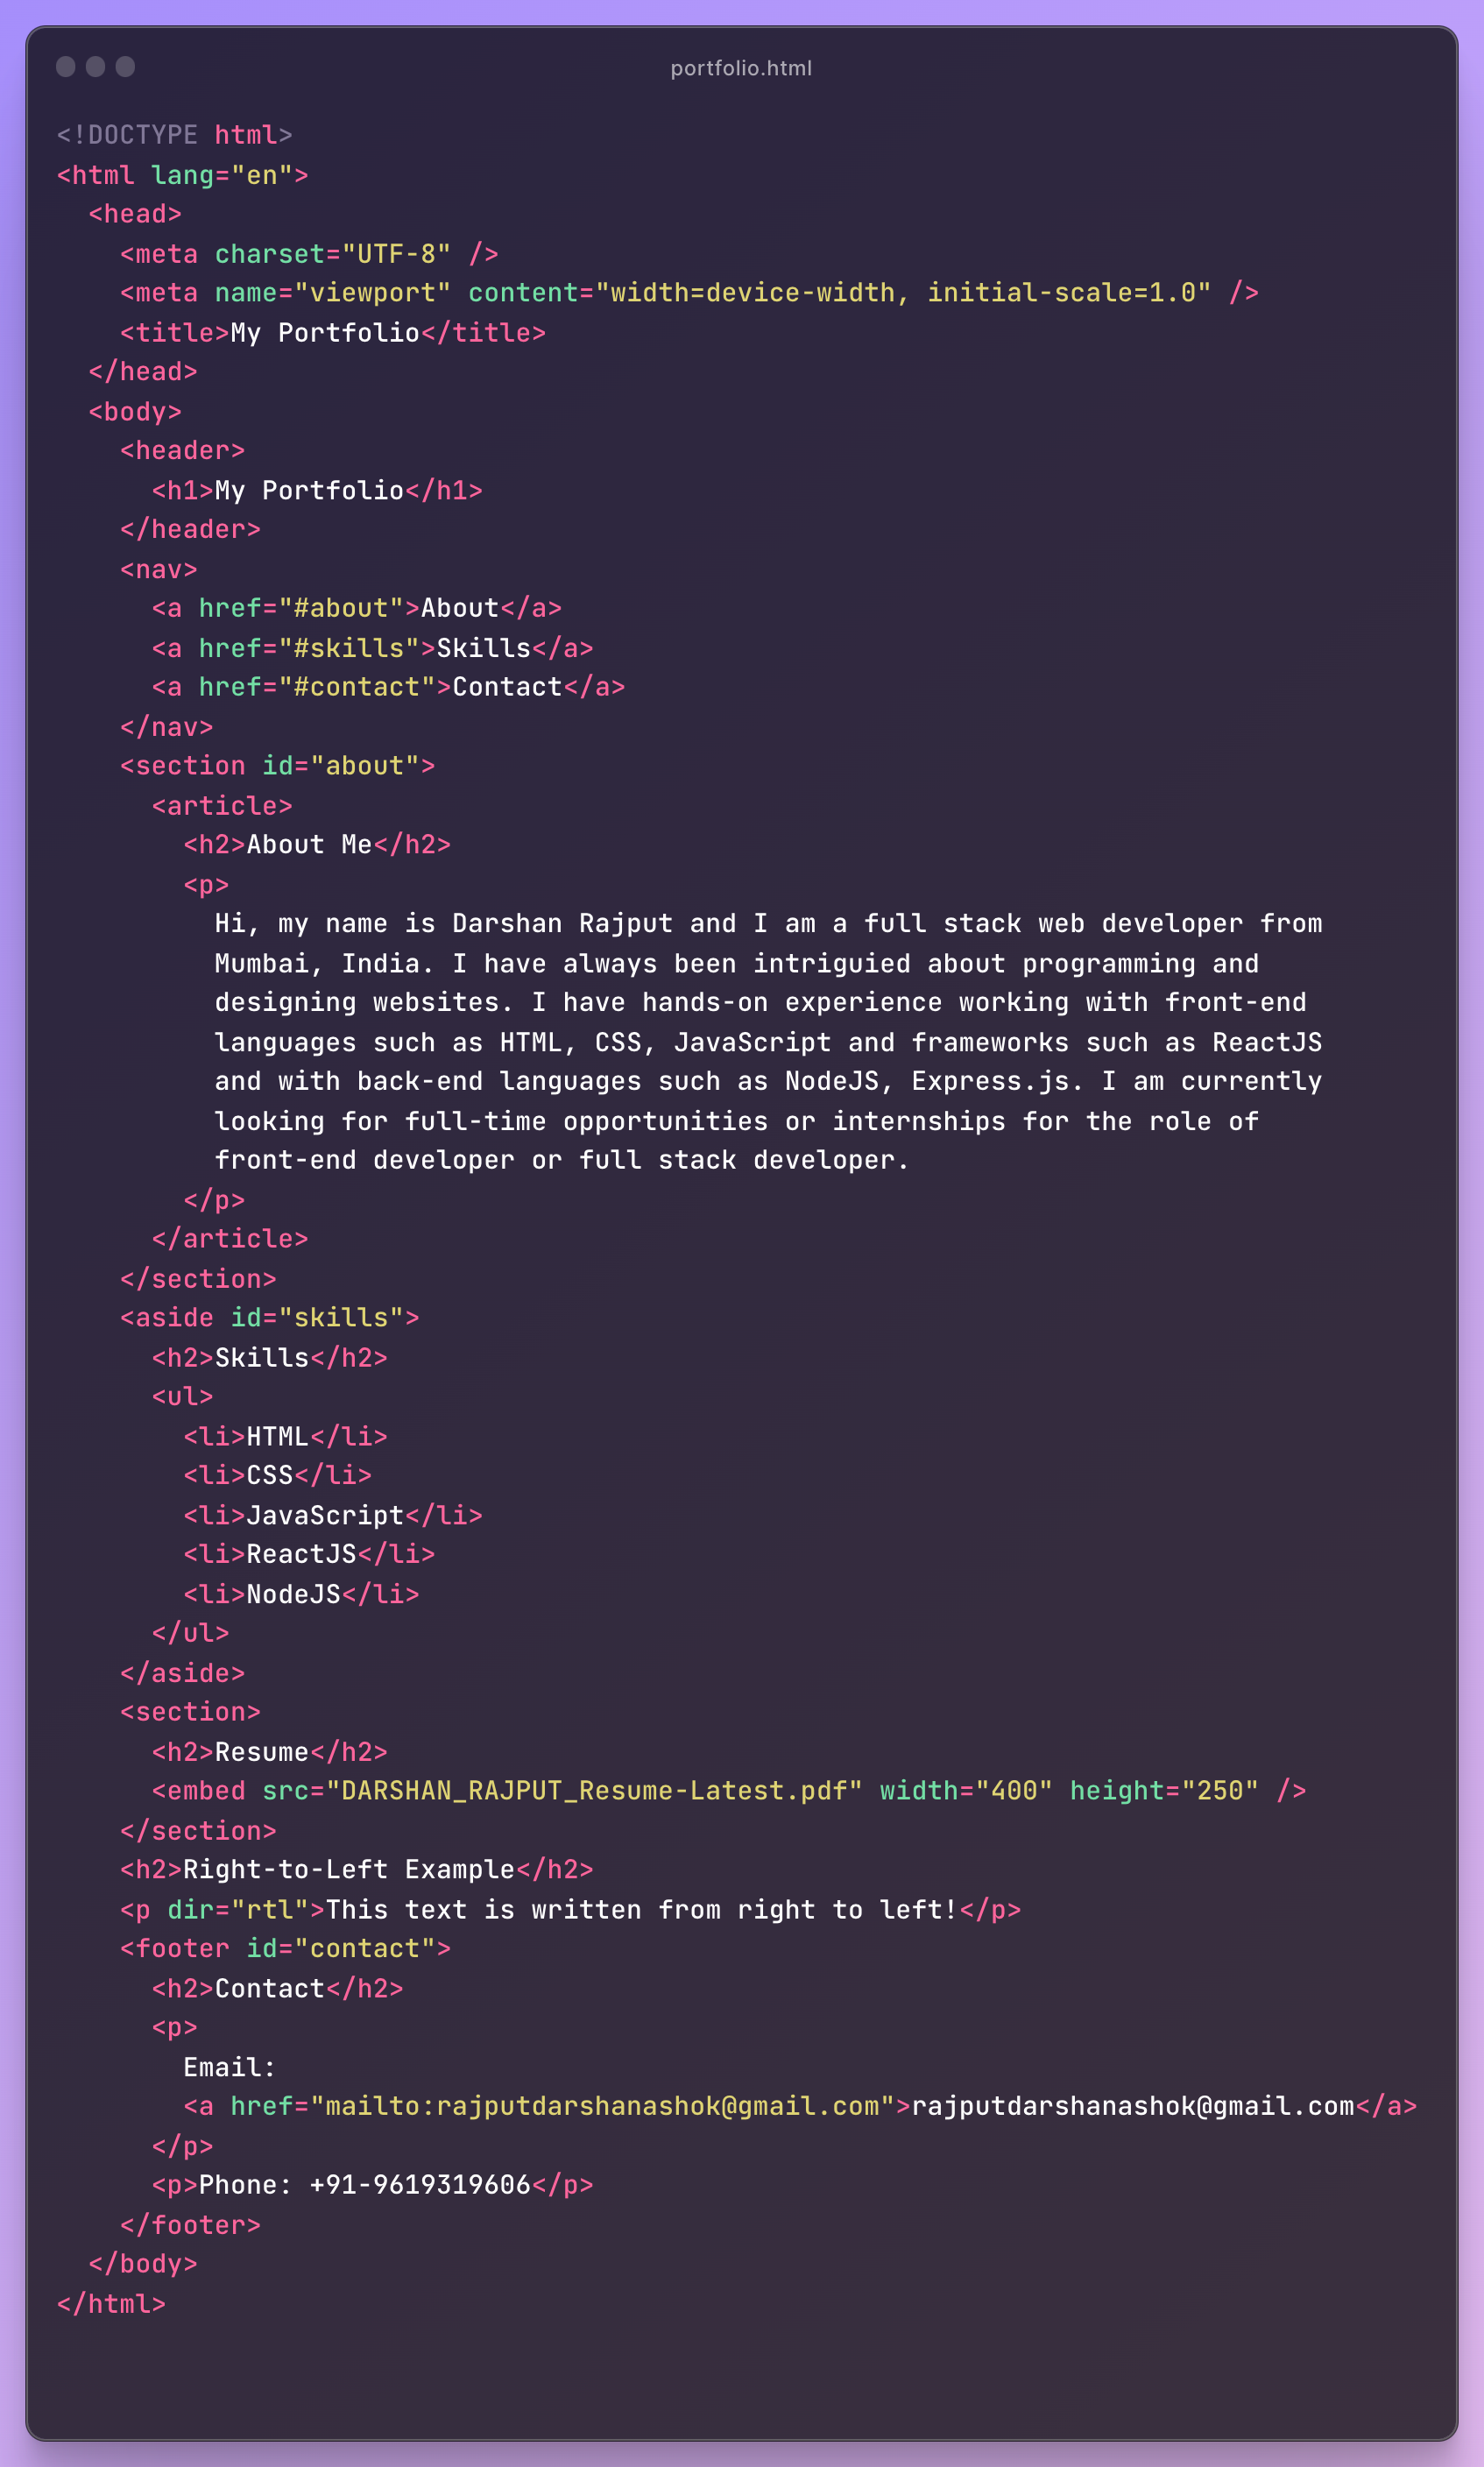 portfolio.html
<!DOCTYPE html>
<html lang="en">
  <head>
    <meta charset="UTF-8" />
    <meta name="viewport" content="width=device-width, initial-scale=1.0" />
    <title>My Portfolio</title>
  </head>
  <body>
    <header>
      <h1>My Portfolio</h1>
    </header>
    <nav>
      <a href="#about">About</a>
      <a href="#skills">Skills</a>
      <a href="#contact">Contact</a>
    </nav>
    <section id="about">
      <article>
        <h2>About Me</h2>
        <p>
          Hi, my name is Darshan Rajput and I am a full stack web developer from
          Mumbai, India. I have always been intriguied about programming and
          designing websites. I have hands-on experience working with front-end
          languages such as HTML, CSS, JavaScript and frameworks such as ReactJS
          and with back-end languages such as NodeJS, Express.js. I am currently
          looking for full-time opportunities or internships for the role of
          front-end developer or full stack developer.
        </p>
      </article>
    </section>
    <aside id="skills">
      <h2>Skills</h2>
      <ul>
        <li>HTML</li>
        <li>CSS</li>
        <li>JavaScript</li>
        <li>ReactJS</li>
        <li>NodeJS</li>
      </ul>
    </aside>
    <section>
      <h2>Resume</h2>
      <embed src="DARSHAN_RAJPUT_Resume-Latest.pdf" width="400" height="250" />
    </section>
    <h2>Right-to-Left Example</h2>
    <p dir="rtl">This text is written from right to left!</p>
    <footer id="contact">
      <h2>Contact</h2>
      <p>
        Email:
        <a href="mailto:rajputdarshanashok@gmail.com">rajputdarshanashok@gmail.com</a>
      </p>
      <p>Phone: +91-9619319606</p>
    </footer>
  </body>
</html>